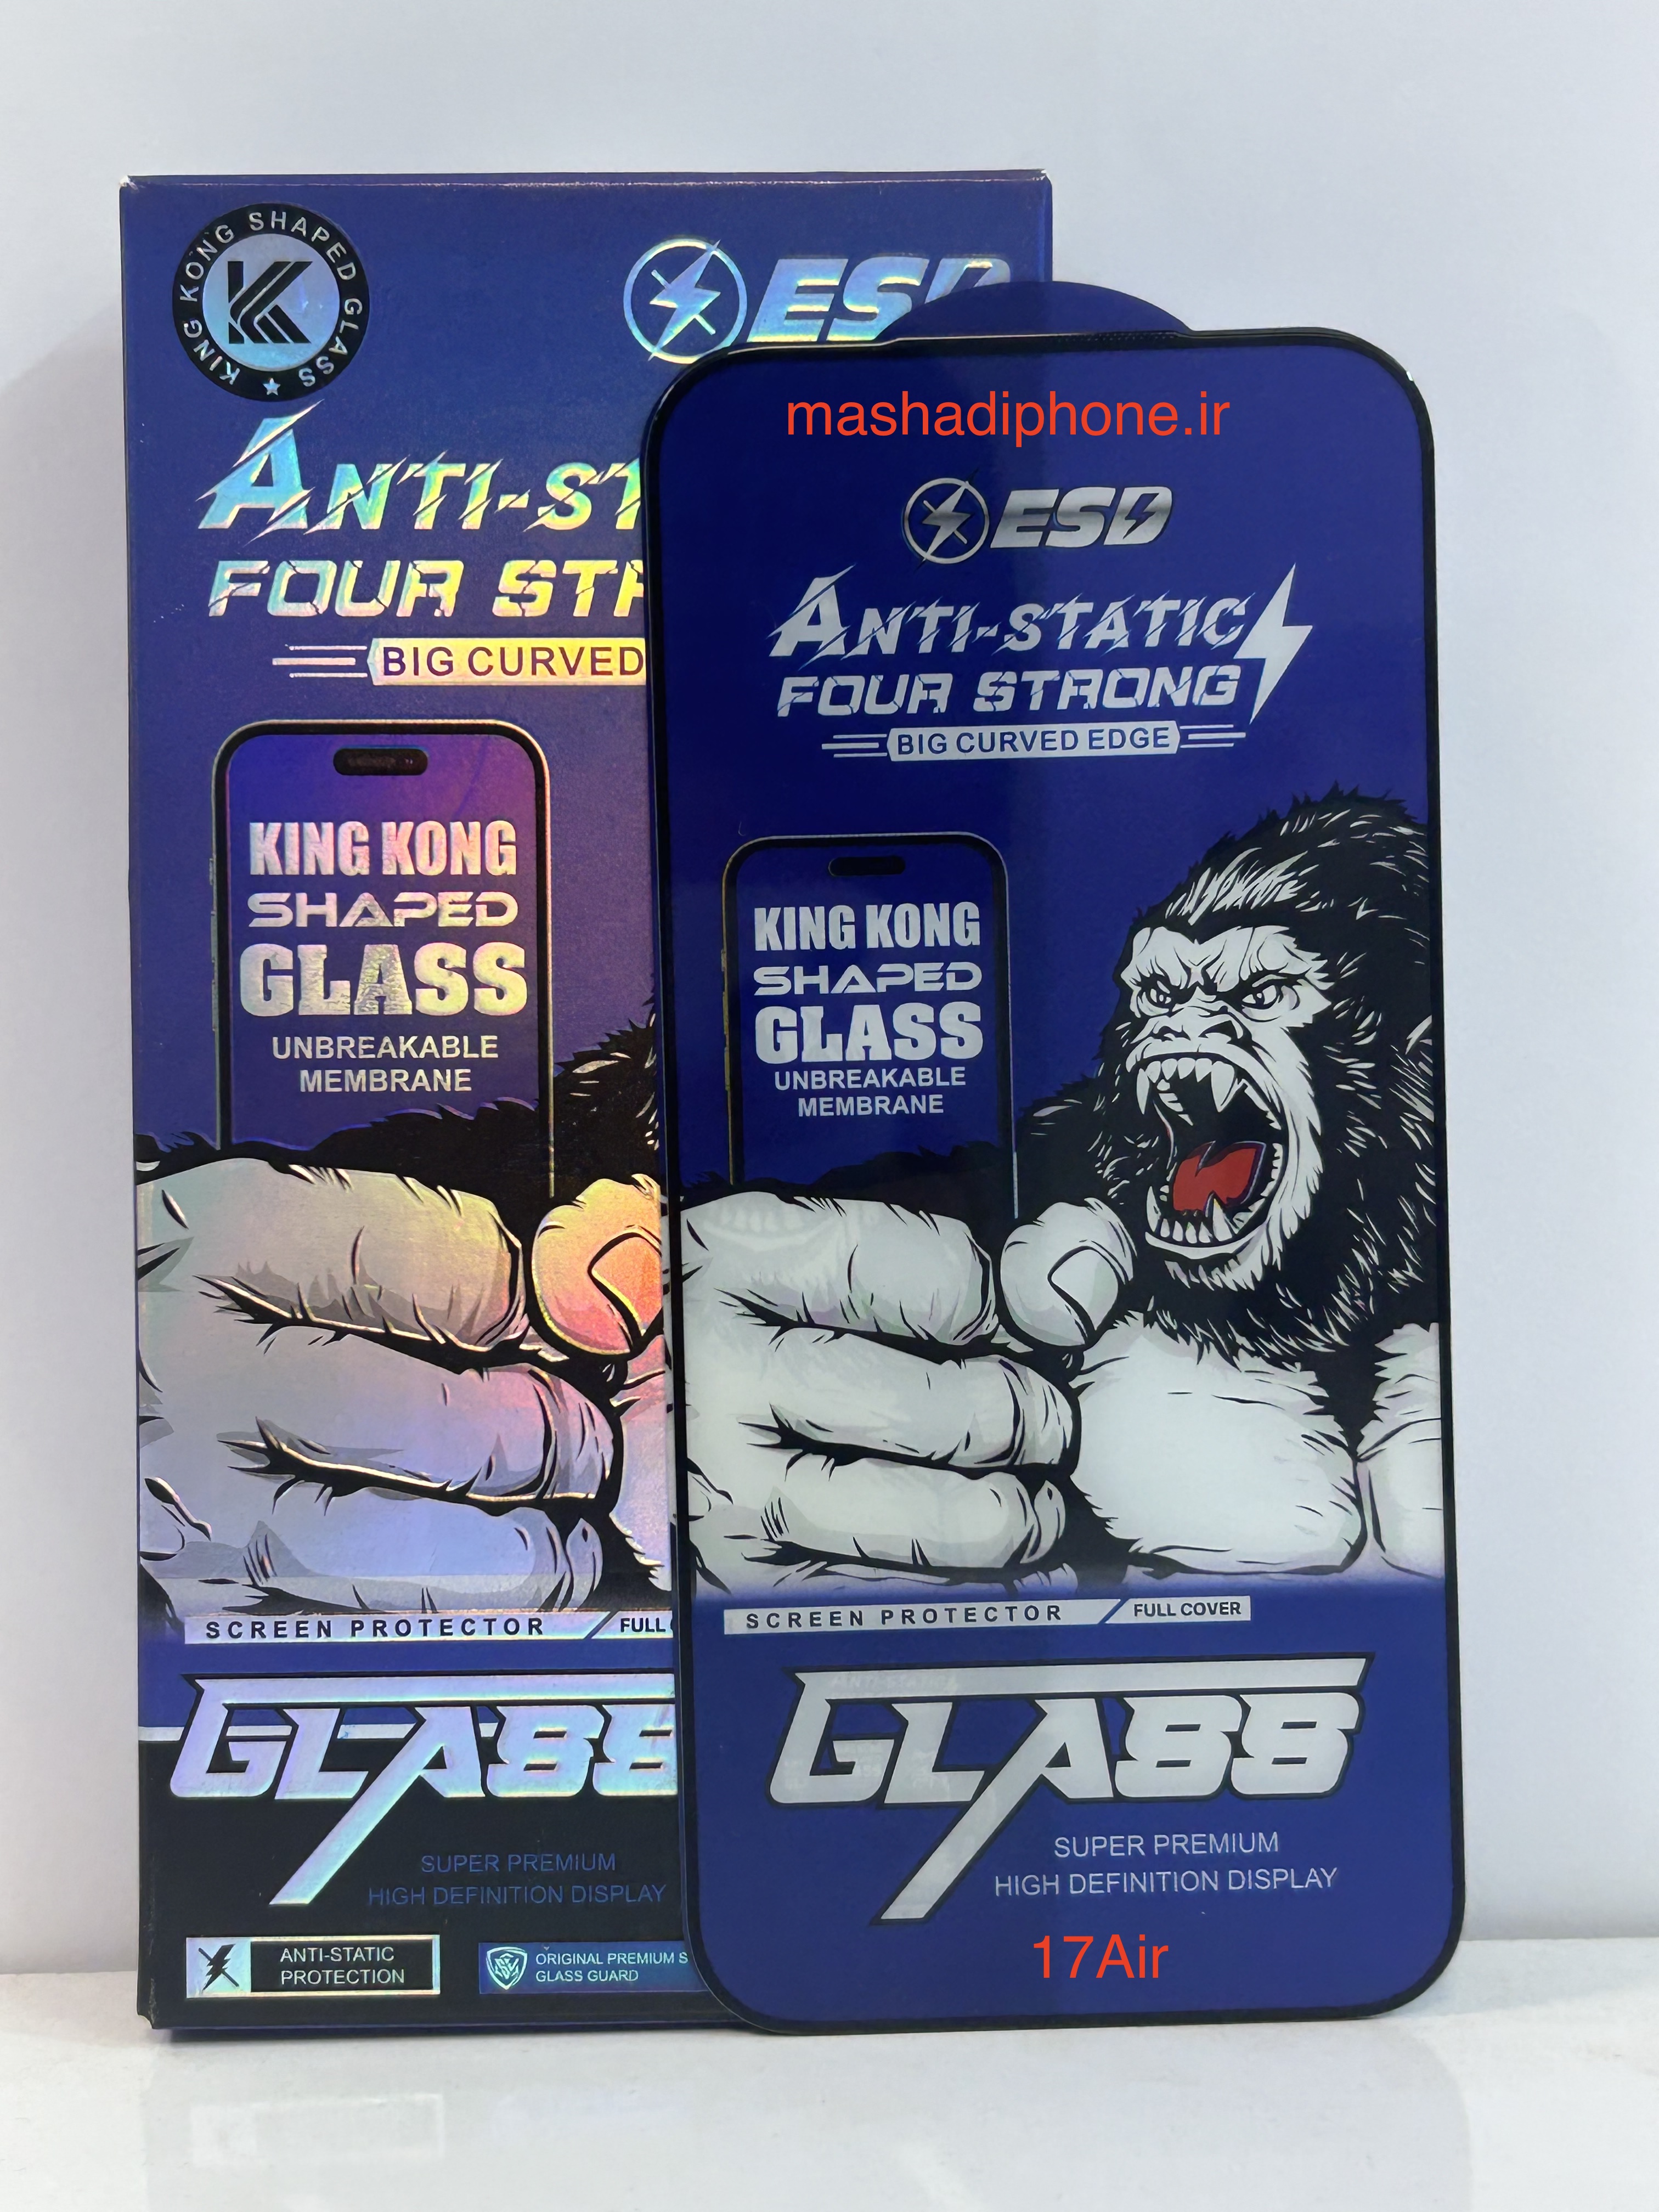 KING KONG SHAPED GLASS
K
ESD
ANTI-ST
FOUR STR
BIG CURVED
KING KONG
SHAPED
GLASS
UNBREAKABLE
MEMBRANE
SCREEN PROTECTOR
FULL
GLASS
SUPER PREMIUM
HIGH DEFINITION DISPLAY
ANTI-STATIC
PROTECTION
ORIGINAL PREMIUM S
GLASS GUARD
mashadiphone.ir
ESD
ANTI-STATIC
FOUR STRONG
BIG CURVED EDGE
KING KONG
SHAPED
GLASS
UNBREAKABLE
MEMBRANE
SCREEN PROTECTOR
FULL COVER
GLASS
SUPER PREMIUM
HIGH DEFINITION DISPLAY
17Air